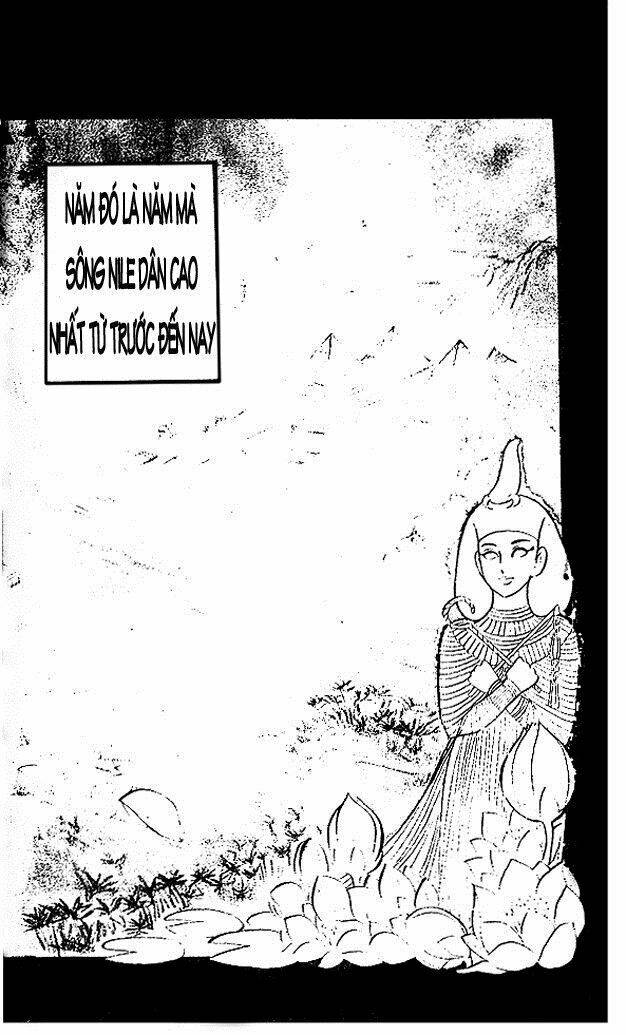 NĂM ĐÓ LÀ NĂM MÀ
SÔNG NILE DÂN CAO
NHẤT TỪ TRƯỚC ĐẾN NAY